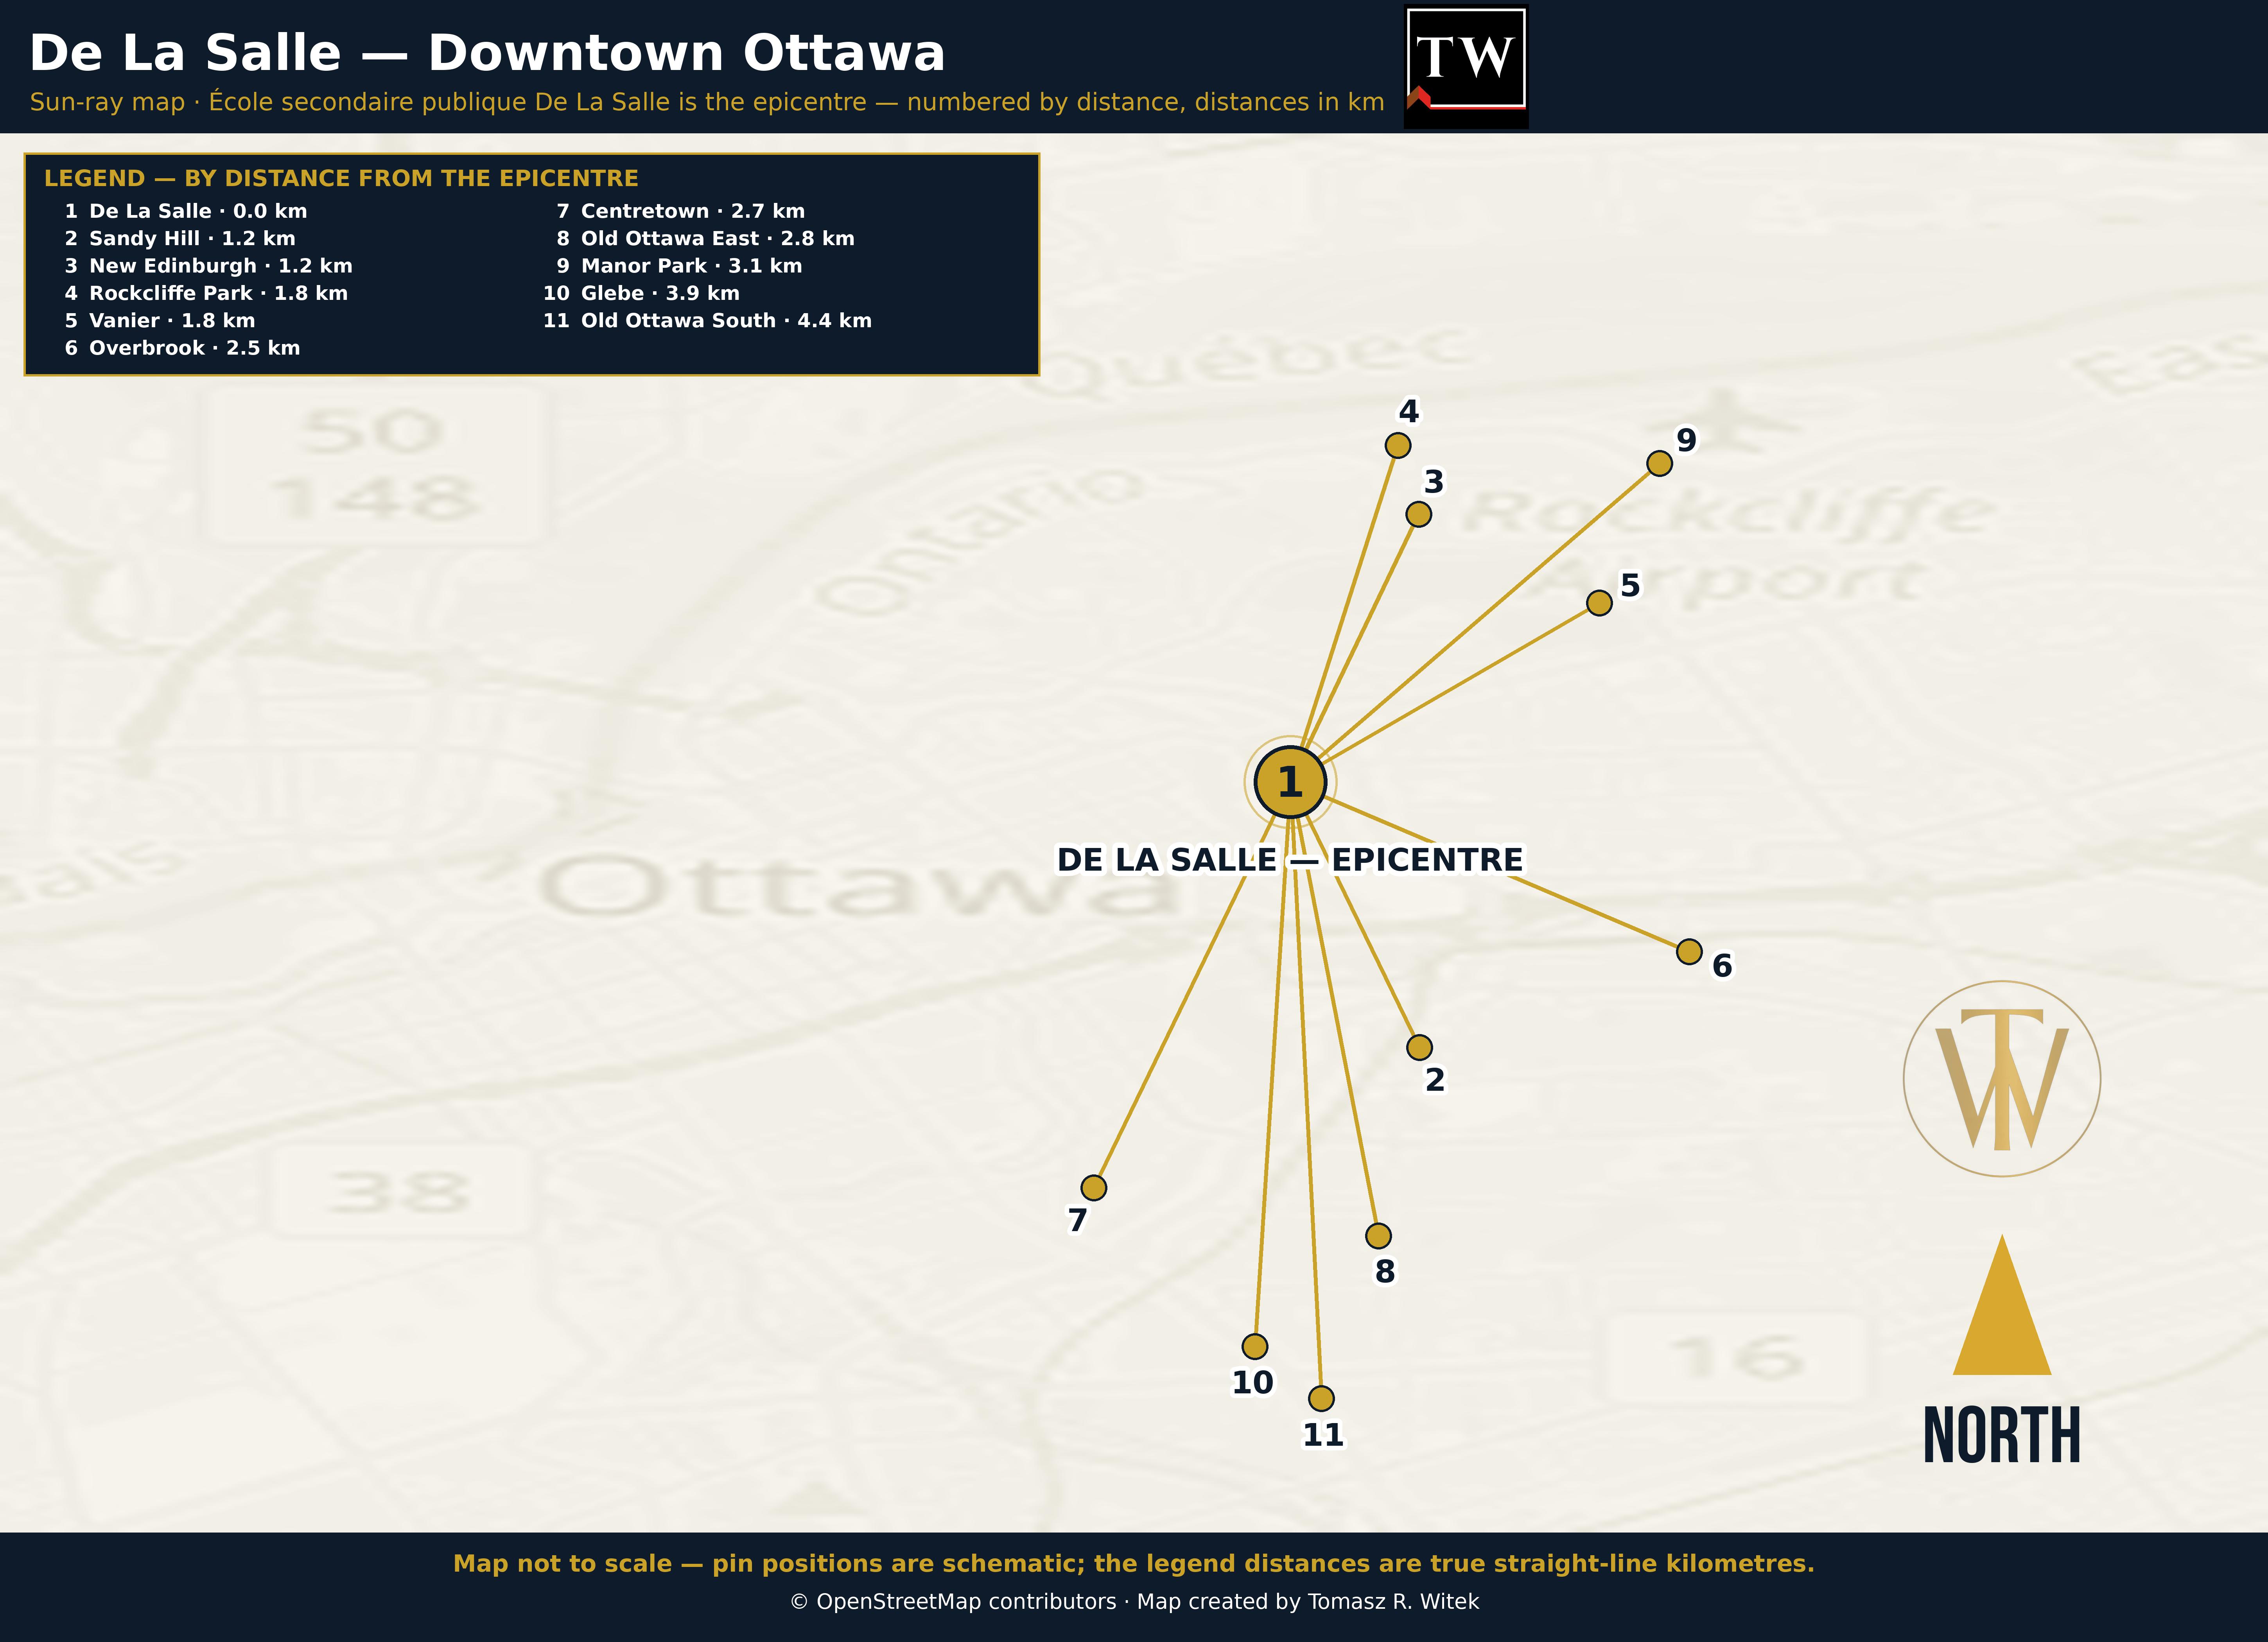 De La Salle — Downtown Ottawa
Sun-ray map · École secondaire publique De La Salle is the epicentre — numbered by distance, distances in km
TW
LEGEND — BY DISTANCE FROM THE EPICENTRE
1 De La Salle · 0.0 km
2 Sandy Hill · 1.2 km
3 New Edinburgh · 1.2 km
4 Rockcliffe Park · 1.8 km
5 Vanier · 1.8 km
6 Overbrook · 2.5 km
7 Centretown · 2.7 km
8 Old Ottawa East · 2.8 km
9 Manor Park · 3.1 km
10 Glebe · 3.9 km
11 Old Ottawa South · 4.4 km
Québec
50
148
Ontario
4
3
9
Rockcliffe
Airport
5
1
DE LA SALLE — EPICENTRE
Ottawa
6
2
TW
38
7
8
16
10
11
NORTH
Map not to scale — pin positions are schematic; the legend distances are true straight-line kilometres.
© OpenStreetMap contributors · Map created by Tomasz R. Witek